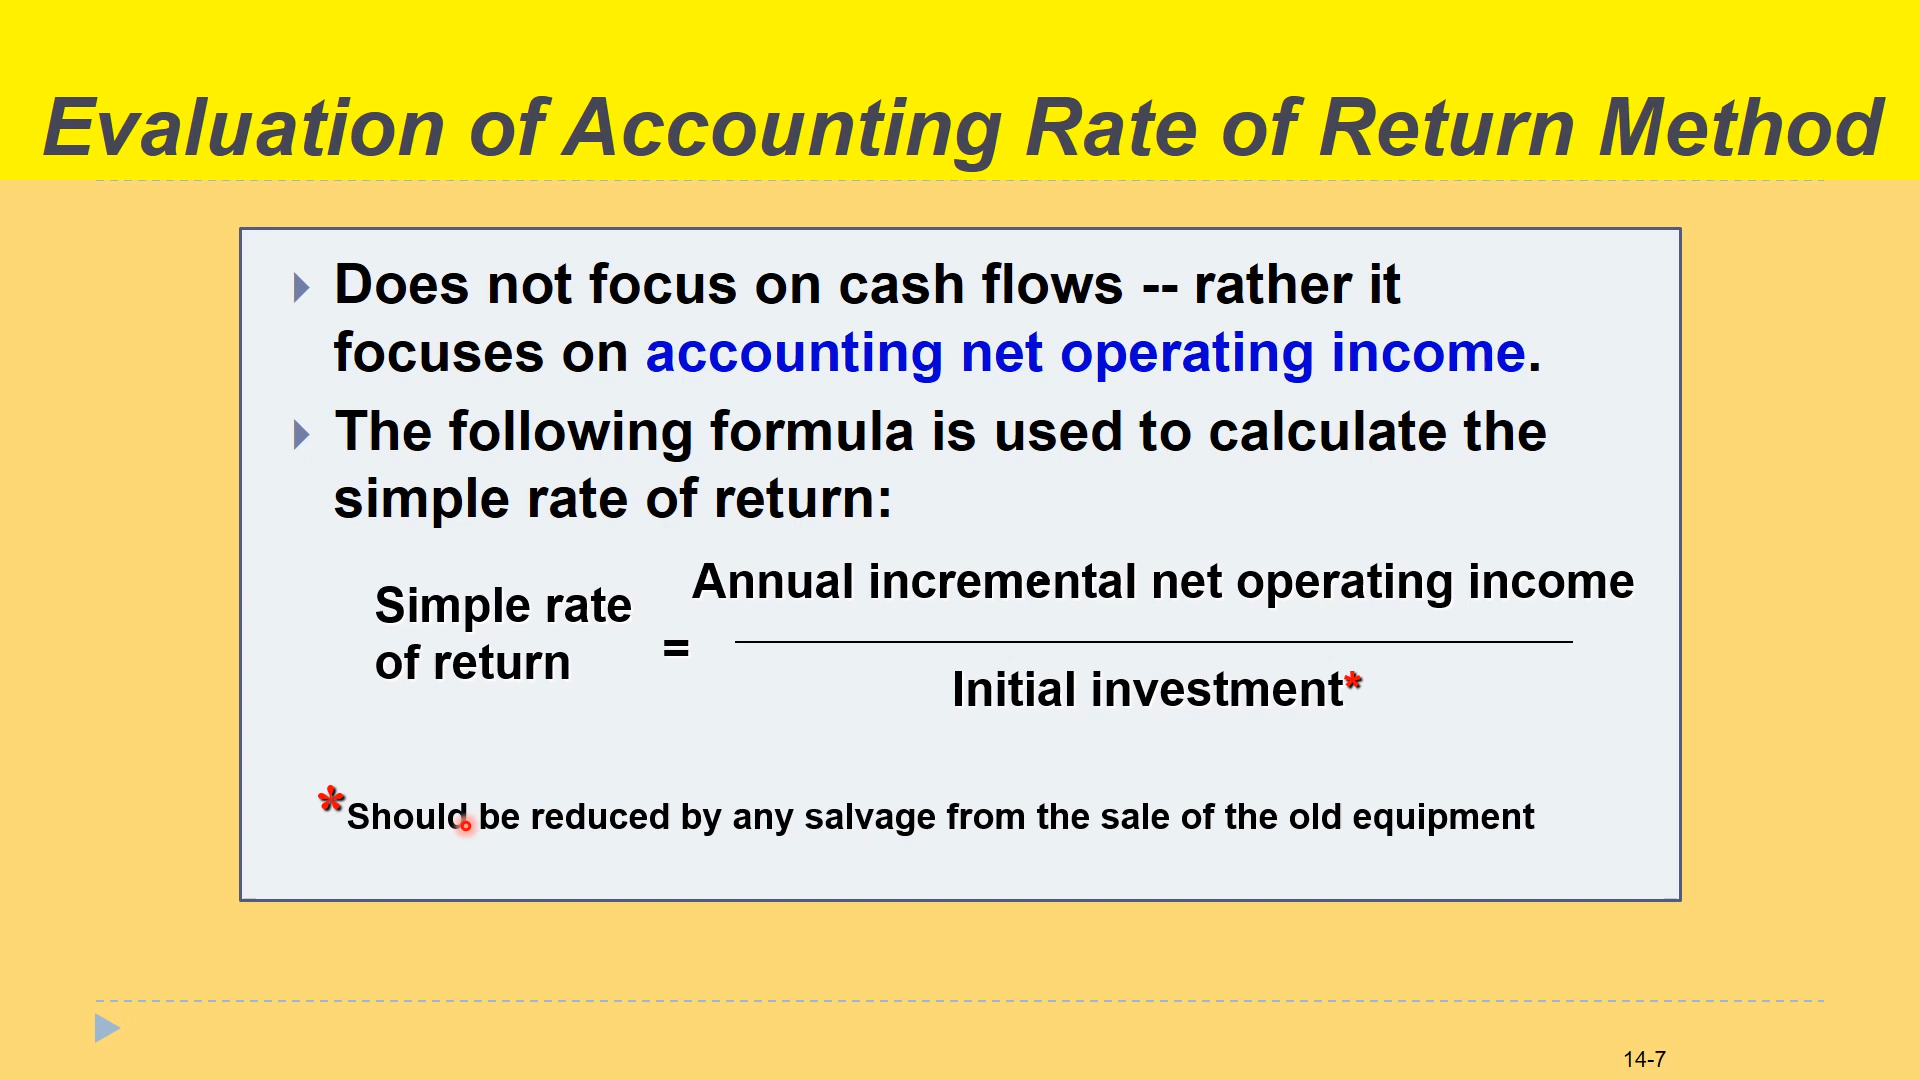 Evaluation of Accounting Rate of Return Method
Does not focus on cash flows -- rather it
focuses on accounting net operating income.
The following formula is used to calculate the
simple rate of return:
Annual incremental net operating income
Simple rate
of return
=
Initial investment*
*Should be reduced by any salvage from the sale of the old equipment
14-7